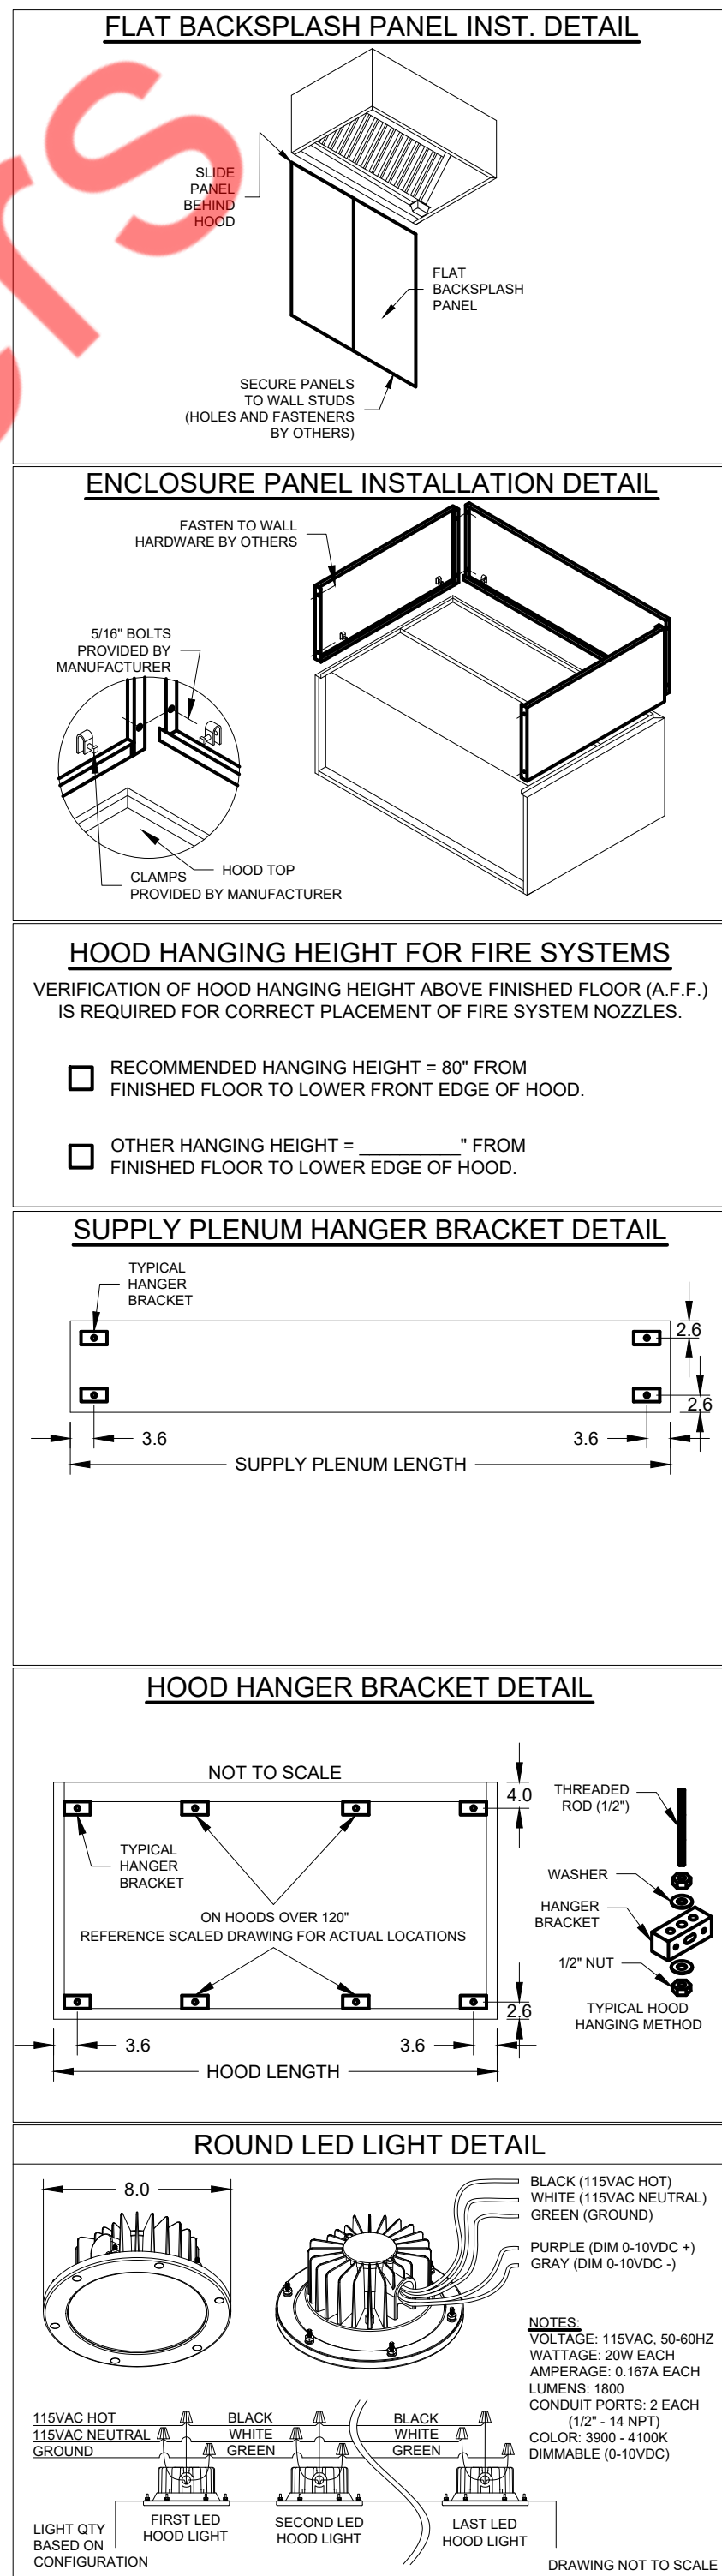 FLAT BACKSPLASH PANEL INST. DETAIL
SLIDE
PANEL
BEHIND
HOOD
FLAT
BACKSPLASH
PANEL
SECURE PANELS
TO WALL STUDS
(HOLES AND FASTENERS
BY OTHERS)
ENCLOSURE PANEL INSTALLATION DETAIL
FASTEN TO WALL
HARDWARE BY OTHERS
5/16" BOLTS
PROVIDED BY
MANUFACTURER
HOOD TOP
CLAMPS
PROVIDED BY MANUFACTURER
HOOD HANGING HEIGHT FOR FIRE SYSTEMS
VERIFICATION OF HOOD HANGING HEIGHT ABOVE FINISHED FLOOR (A.F.F.)
IS REQUIRED FOR CORRECT PLACEMENT OF FIRE SYSTEM NOZZLES.
RECOMMENDED HANGING HEIGHT = 80" FROM
FINISHED FLOOR TO LOWER FRONT EDGE OF HOOD.
OTHER HANGING HEIGHT = __________" FROM
FINISHED FLOOR TO LOWER EDGE OF HOOD.
SUPPLY PLENUM HANGER BRACKET DETAIL
TYPICAL
HANGER
BRACKET
2.6
2.6
3.6
3.6
SUPPLY PLENUM LENGTH
HOOD HANGER BRACKET DETAIL
NOT TO SCALE
4.0
TYPICAL
HANGER
BRACKET
ON HOODS OVER 120"
REFERENCE SCALED DRAWING FOR ACTUAL LOCATIONS
2.6
3.6
3.6
HOOD LENGTH
THREADED
ROD (1/2")
WASHER
HANGER
BRACKET
1/2" NUT
TYPICAL HOOD
HANGING METHOD
ROUND LED LIGHT DETAIL
8.0
BLACK (115VAC HOT)
WHITE (115VAC NEUTRAL)
GREEN (GROUND)
PURPLE (DIM 0-10VDC +)
GRAY (DIM 0-10VDC -)
NOTES:
VOLTAGE: 115VAC, 50-60HZ
WATTAGE: 20W EACH
AMPERAGE: 0.167A EACH
LUMENS: 1800
CONDUIT PORTS: 2 EACH
(1/2" - 14 NPT)
COLOR: 3900 - 4100K
DIMMABLE (0-10VDC)
115VAC HOT BLACK BLACK
115VAC NEUTRAL WHITE WHITE
GROUND GREEN GREEN
FIRST LED
HOOD LIGHT
SECOND LED
HOOD LIGHT
LAST LED
HOOD LIGHT
LIGHT QTY
BASED ON
CONFIGURATION
DRAWING NOT TO SCALE